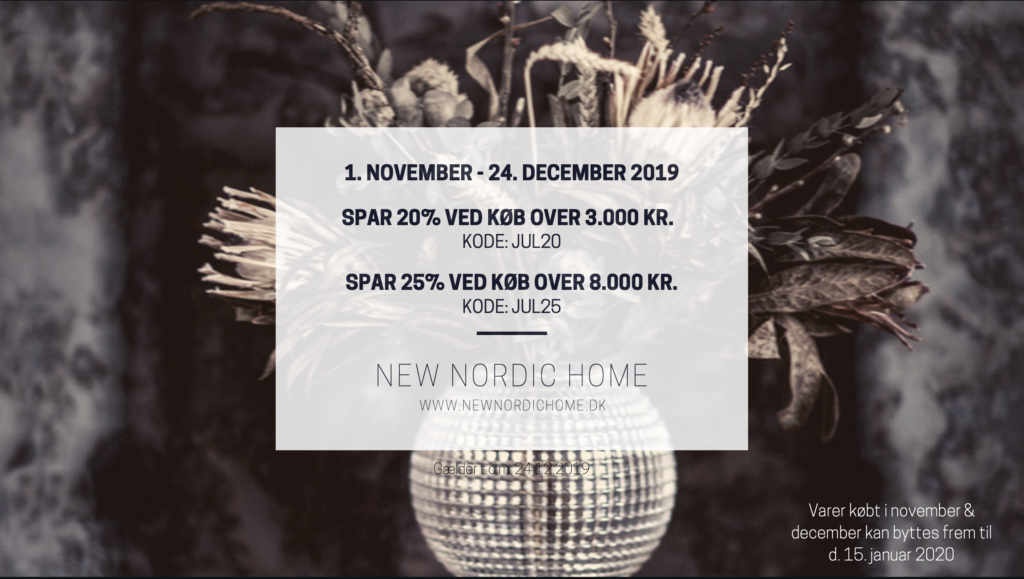 1. NOVEMBER - 24. DECEMBER 2019
SPAR 20% VED KØB OVER 3.000 KR.
KODE: JUL20
SPAR 25% VED KØB OVER 8.000 KR.
KODE: JUL25
NEW NORDIC HOME
WWW.NEWNORDICHOME.DK
Gælder t.o.m. 24.12.2019
Varer købt i november &
december kan byttes frem til
d. 15. januar 2020